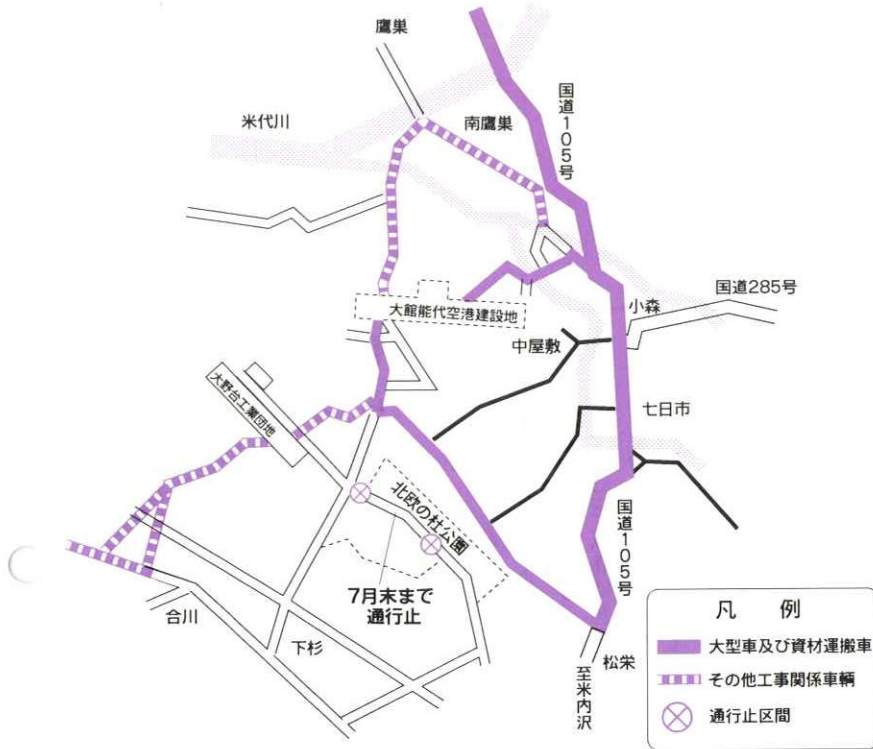 鷹巣
米代川
南鷹巣
国道105号
国道285号
小森
大館能代空港建設地
中屋敷
大野台工業団地
七日市
北欧の杜公園
国道105号
7月末まで
通行止
合川
下杉
松栄
至米内沢
凡 例
大型車及び資材運搬車
その他工事関係車輛
通行止区間